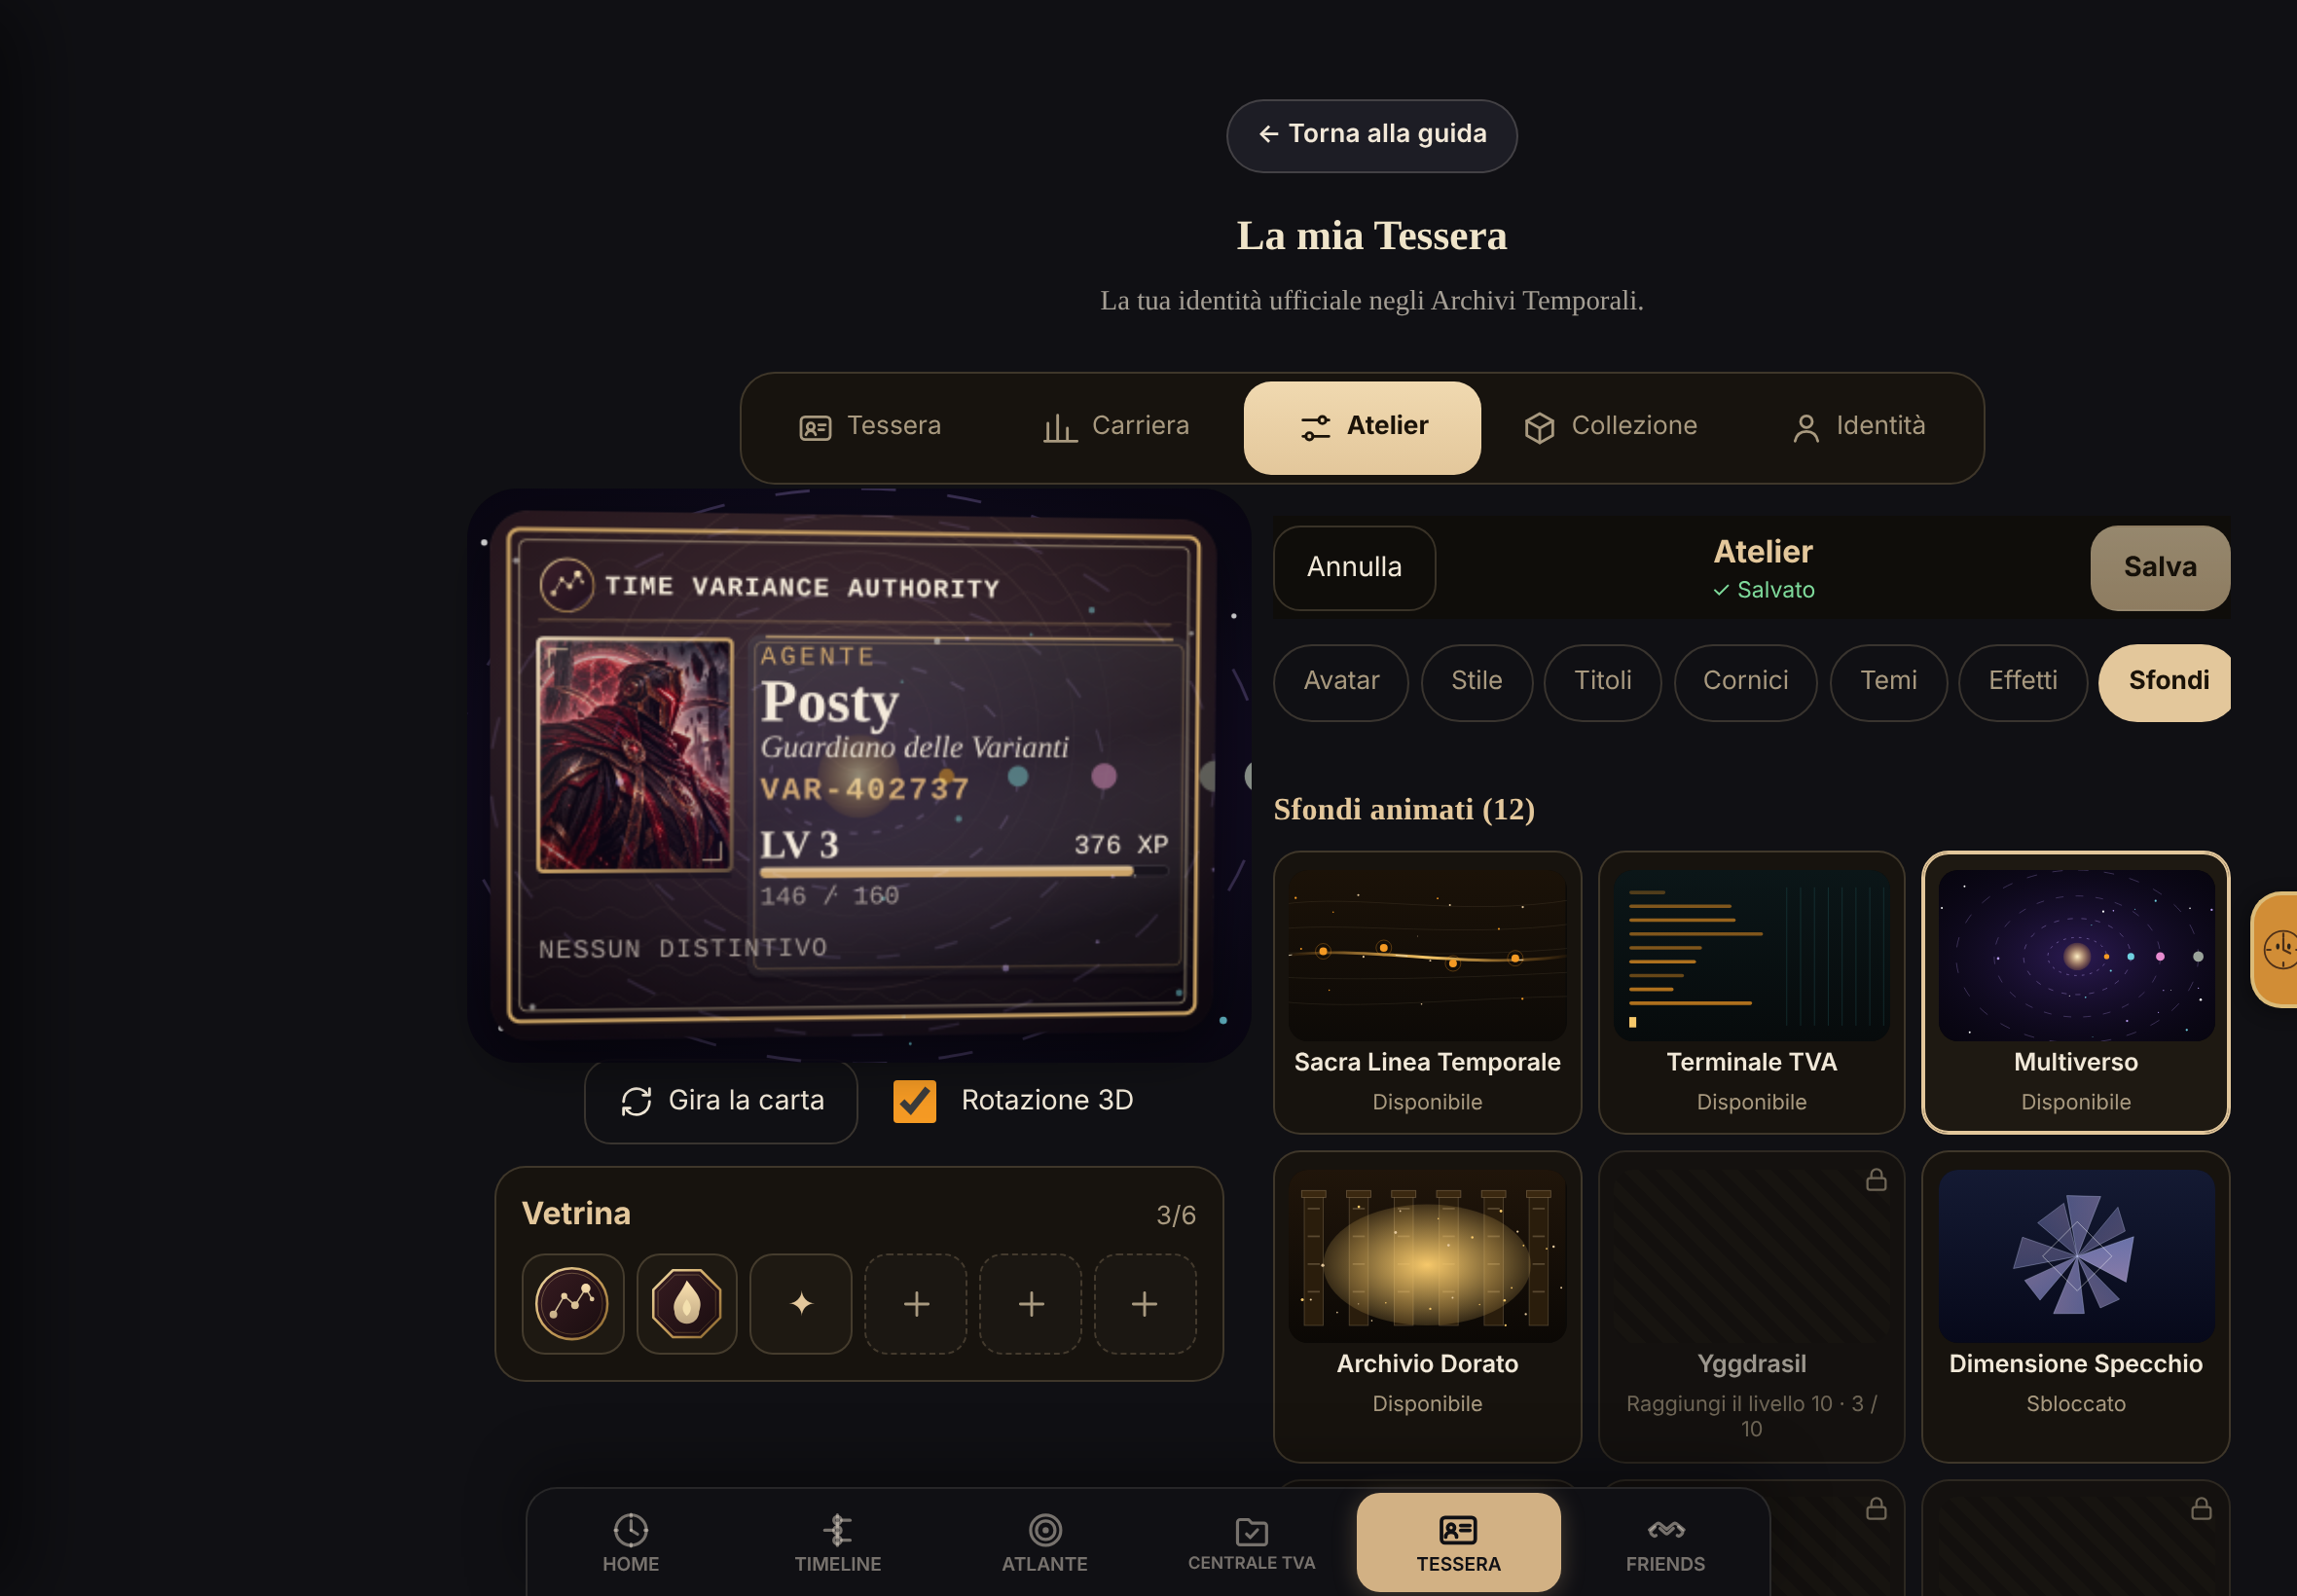 ← Torna alla guida
La mia Tessera
La tua identità ufficiale negli Archivi Temporali.
Tessera
Carriera
Atelier
Collezione
Identità
TIME VARIANCE AUTHORITY
AGENTE
Posty
Guardiano delle Varianti
VAR-402737
LV 3
376 XP
146 / 160
NESSUN DISTINTIVO
Gira la carta
Rotazione 3D
Vetrina
3/6
Annulla
Atelier
✓ Salvato
Salva
Avatar
Stile
Titoli
Cornici
Temi
Effetti
Sfondi
Sfondi animati (12)
Sacra Linea Temporale
Disponibile
Terminale TVA
Disponibile
Multiverso
Disponibile
Archivio Dorato
Disponibile
Yggdrasil
Raggiungi il livello 10 · 3 /
10
Dimensione Specchio
Sbloccato
HOME
TIMELINE
ATLANTE
CENTRALE TVA
TESSERA
FRIENDS